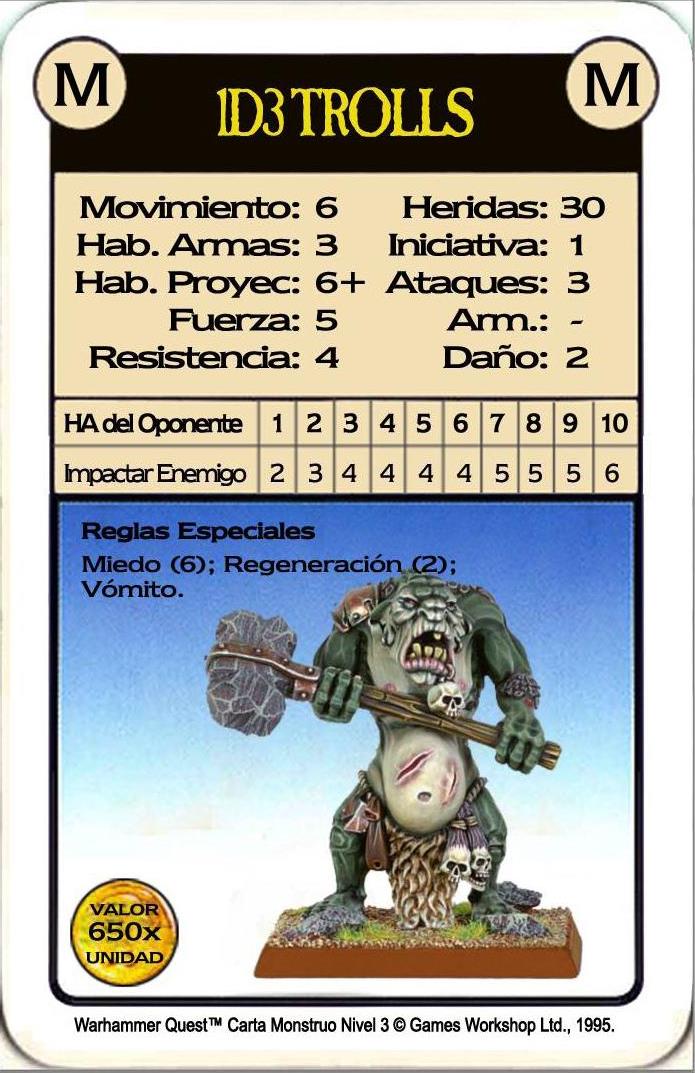 M
1D3 TROLLS
M
Movimiento: 6 Heridas: 30
Hab. Armas: 3 Iniciativa: 1
Hab. Proyec: 6+ Ataques: 3
Fuerza: 5 Arm.: -
Resistencia: 4 Daño: 2
HA del Oponente 1 2 3 4 5 6 7 8 9 10
Impactar Enemigo 2 3 4 4 4 4 5 5 5 6
Reglas Especiales
Miedo (6); Regeneración (2);
Vómito.
VALOR
650x
UNIDAD
Warhammer Quest™ Carta Monstruo Nivel 3 © Games Workshop Ltd., 1995.